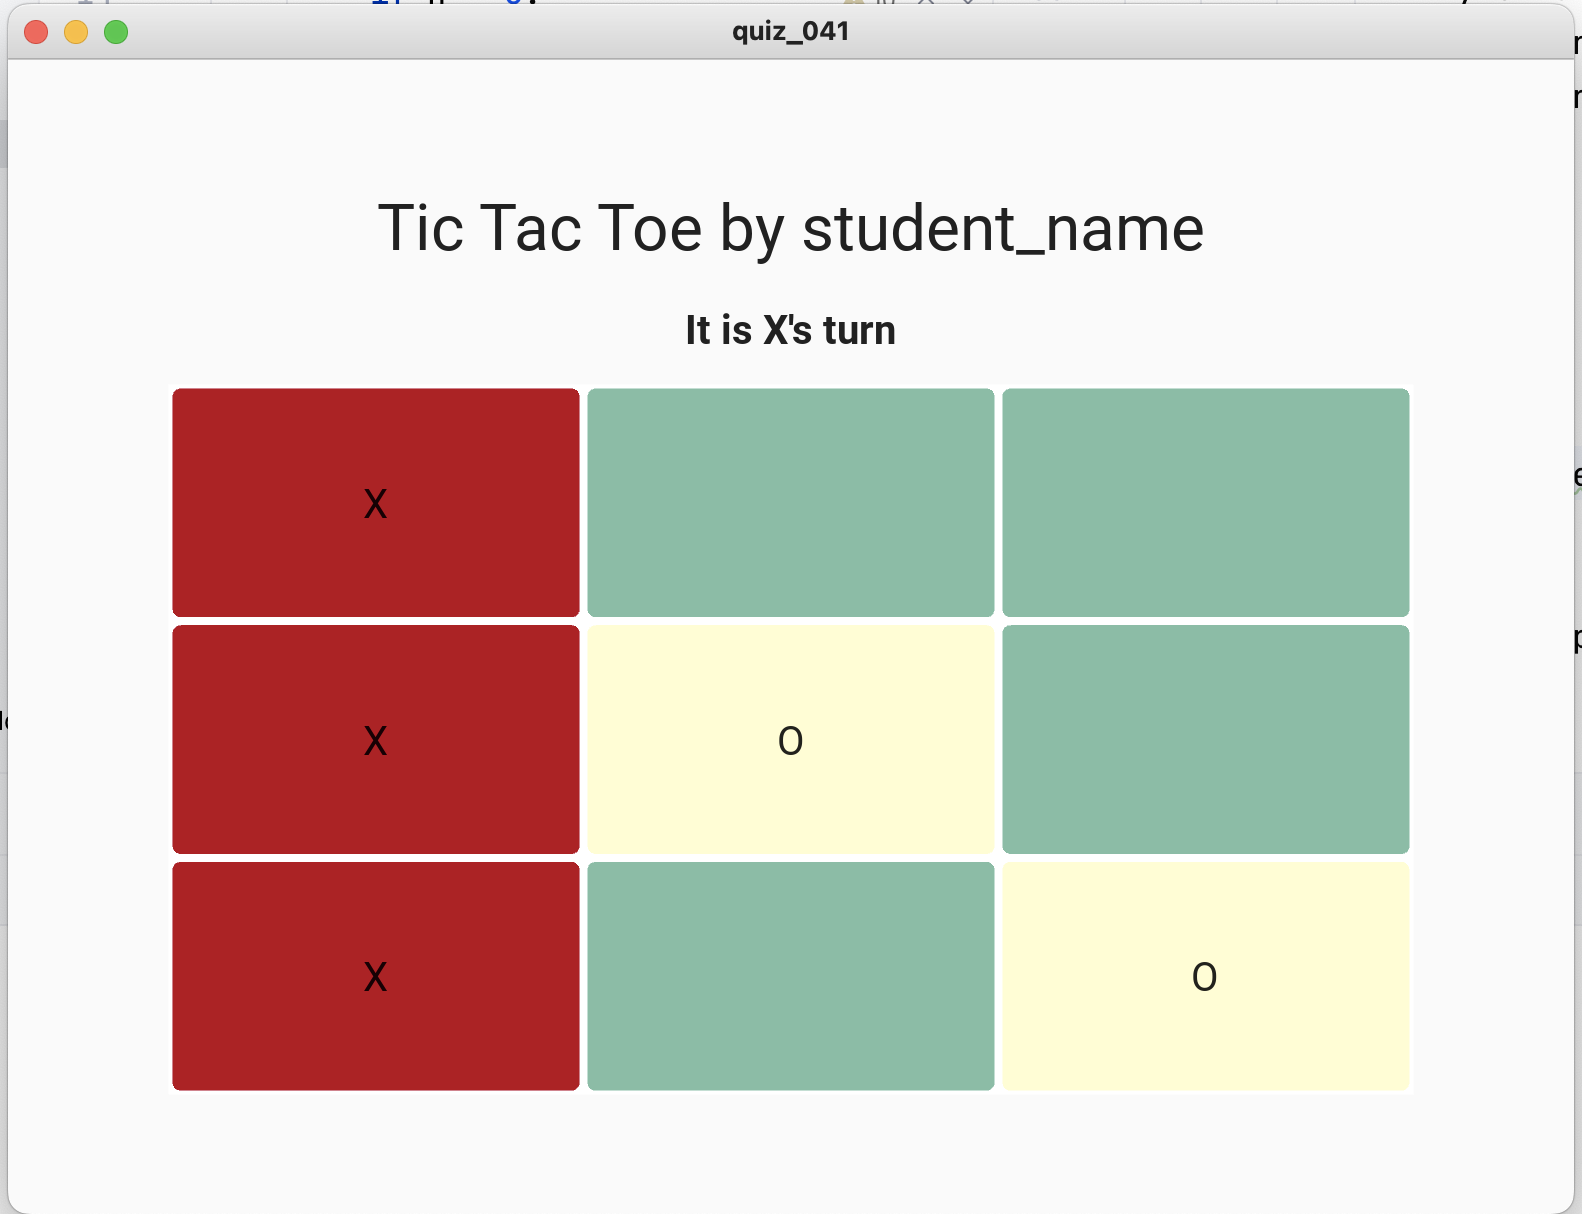 quiz_041
Tic Tac Toe by student_name
It is X's turn
X
X O
X O